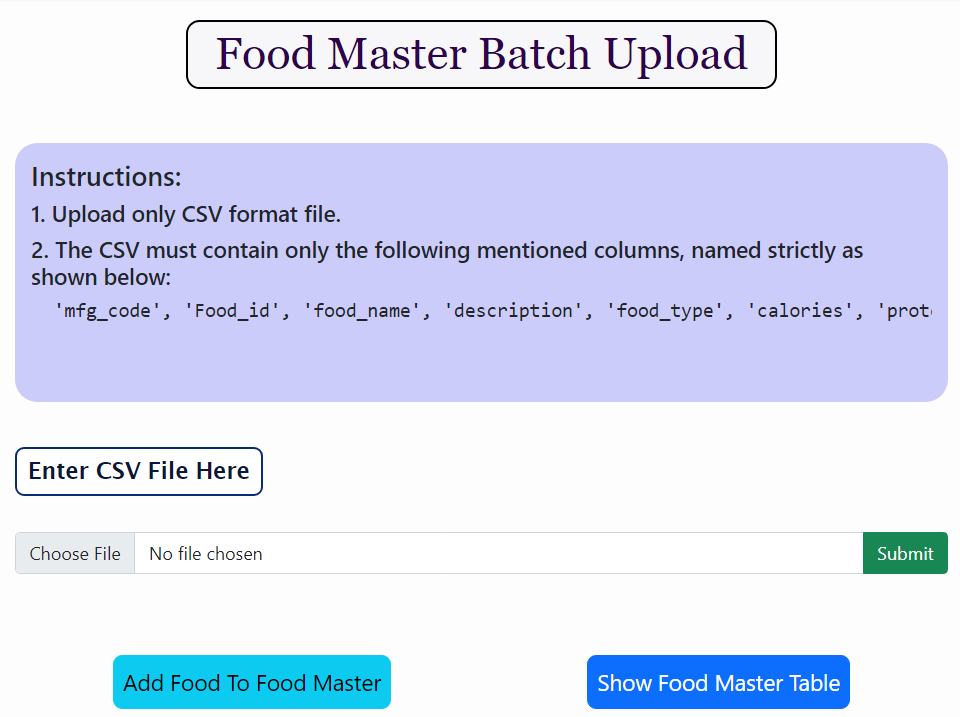 Food Master Batch Upload
Instructions:
1. Upload only CSV format file.
2. The CSV must contain only the following mentioned columns, named strictly as
shown below:
'mfg_code', 'Food_id', 'food_name', 'description', 'food_type', 'calories',
Enter CSV File Here
Choose File No file chosen Submit
Add Food To Food Master Show Food Master Table